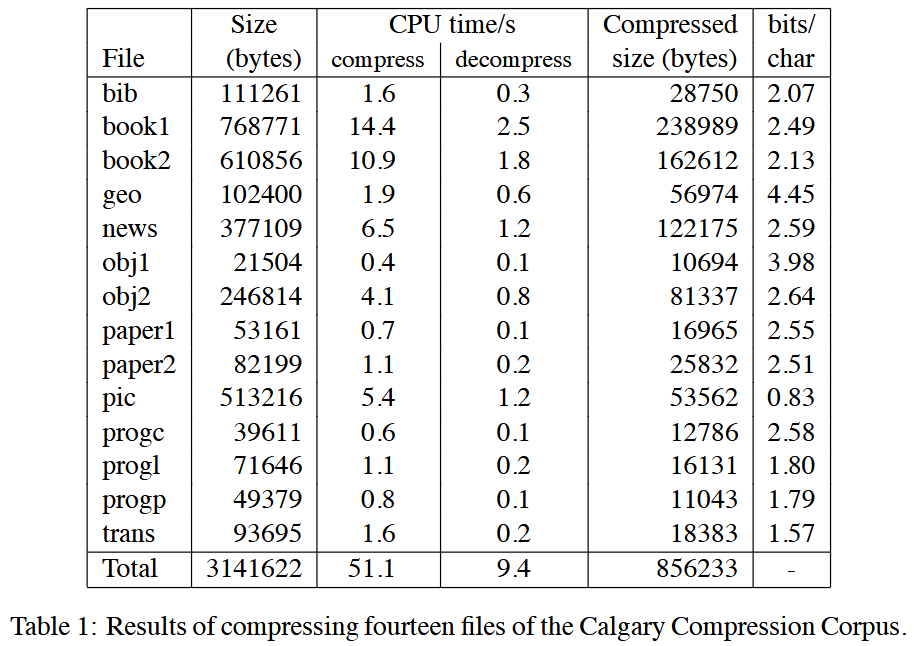 Size CPU time/s Compressed bits/
File (bytes) compress decompress size (bytes) char
bib 111261 1.6 0.3 28750 2.07
book1 768771 14.4 2.5 238989 2.49
book2 610856 10.9 1.8 162612 2.13
geo 102400 1.9 0.6 56974 4.45
news 377109 6.5 1.2 122175 2.59
obj1 21504 0.4 0.1 10694 3.98
obj2 246814 4.1 0.8 81337 2.64
paper1 53161 0.7 0.1 16965 2.55
paper2 82199 1.1 0.2 25832 2.51
pic 513216 5.4 1.2 53562 0.83
progc 39611 0.6 0.1 12786 2.58
progl 71646 1.1 0.2 16131 1.80
progp 49379 0.8 0.1 11043 1.79
trans 93695 1.6 0.2 18383 1.57
Total 3141622 51.1 9.4 856233 -
Table 1: Results of compressing fourteen files of the Calgary Compression Corpus.